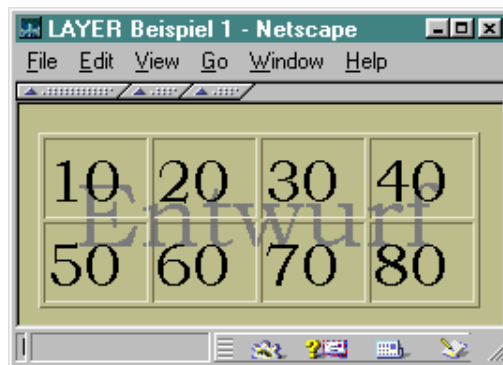 LAYER Beispiel 1 - Netscape
File Edit View Go Window Help
10 20 30 40
Entwurf
50 60 70 80